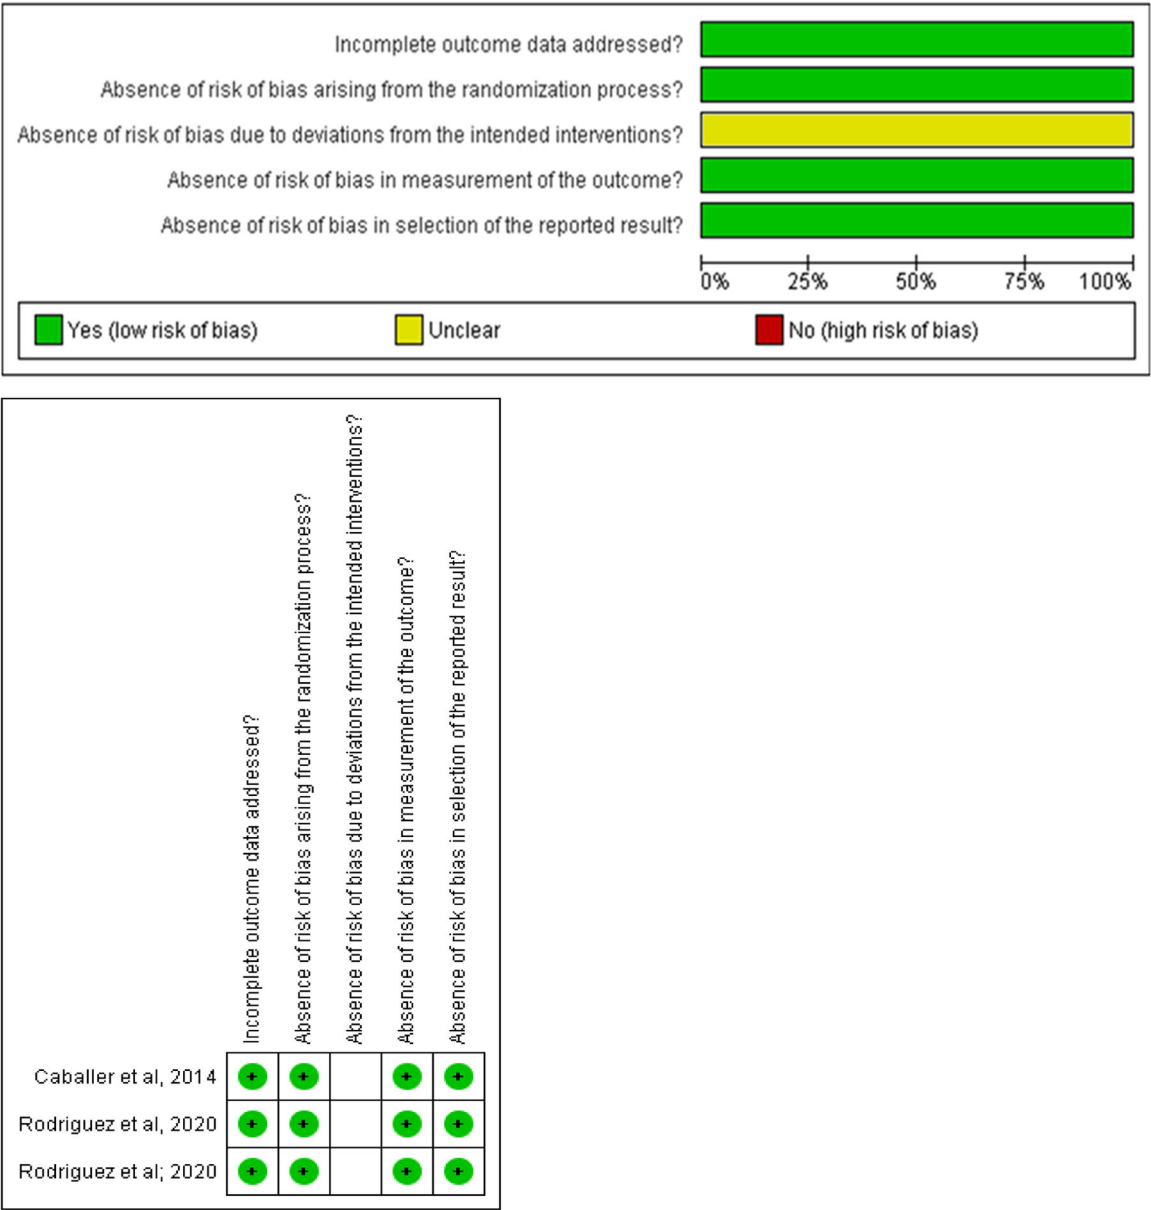 Incomplete outcome data addressed?
Absence of risk of bias arising from the randomization process?
Absence of risk of bias due to deviations from the intended interventions?
Absence of risk of bias in measurement of the outcome?
Absence of risk of bias in selection of the reported result?
0% 25% 50% 75% 100%
Yes (low risk of bias) Unclear No (high risk of bias)
Incomplete outcome data addressed?
Absence of risk of bias arising from the randomization process?
Absence of risk of bias due to deviations from the intended interventions?
Absence of risk of bias in measurement of the outcome?
Absence of risk of bias in selection of the reported result?
Caballer et al, 2014 + + + +
Rodriguez et al, 2020 + + + +
Rodriguez et al; 2020 + + + +